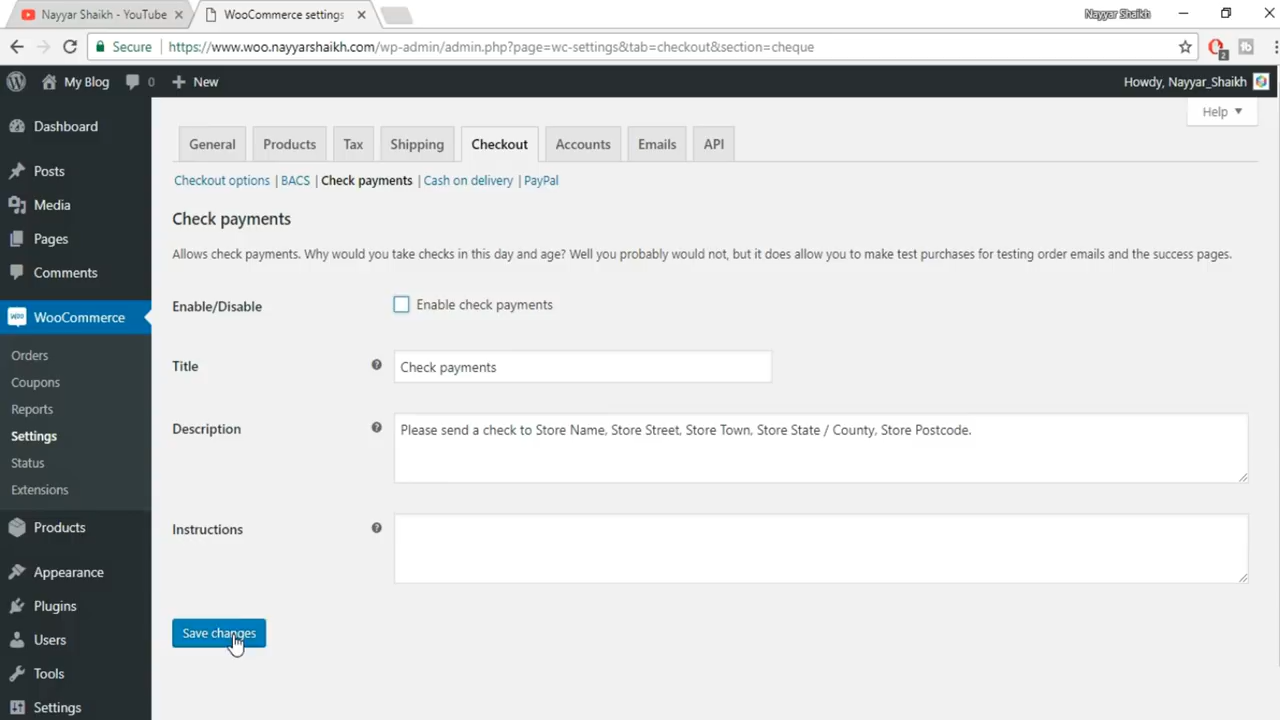 Nayyar Shaikh - YouTube
WooCommerce settings
Nayyar Shaikh
Secure
https://www.woo.nayyarshaikh.com/wp-admin/admin.php?page=wc-settings&tab=checkout&section=cheque
2
My Blog
0
New
Howdy, Nayyar_Shaikh
Help
Dashboard
Posts
Media
Pages
Comments
WooCommerce
Orders
Coupons
Reports
Settings
Status
Extensions
Products
Appearance
Plugins
Users
Tools
Settings
General Products Tax Shipping Checkout Accounts Emails API
Checkout options | BACS | Check payments | Cash on delivery | PayPal
Check payments
Allows check payments. Why would you take checks in this day and age? Well you probably would not, but it does allow you to make test purchases for testing order emails and the success pages.
Enable/Disable
Enable check payments
Title
Check payments
Description
Please send a check to Store Name, Store Street, Store Town, Store State / County, Store Postcode.
Instructions
Save changes